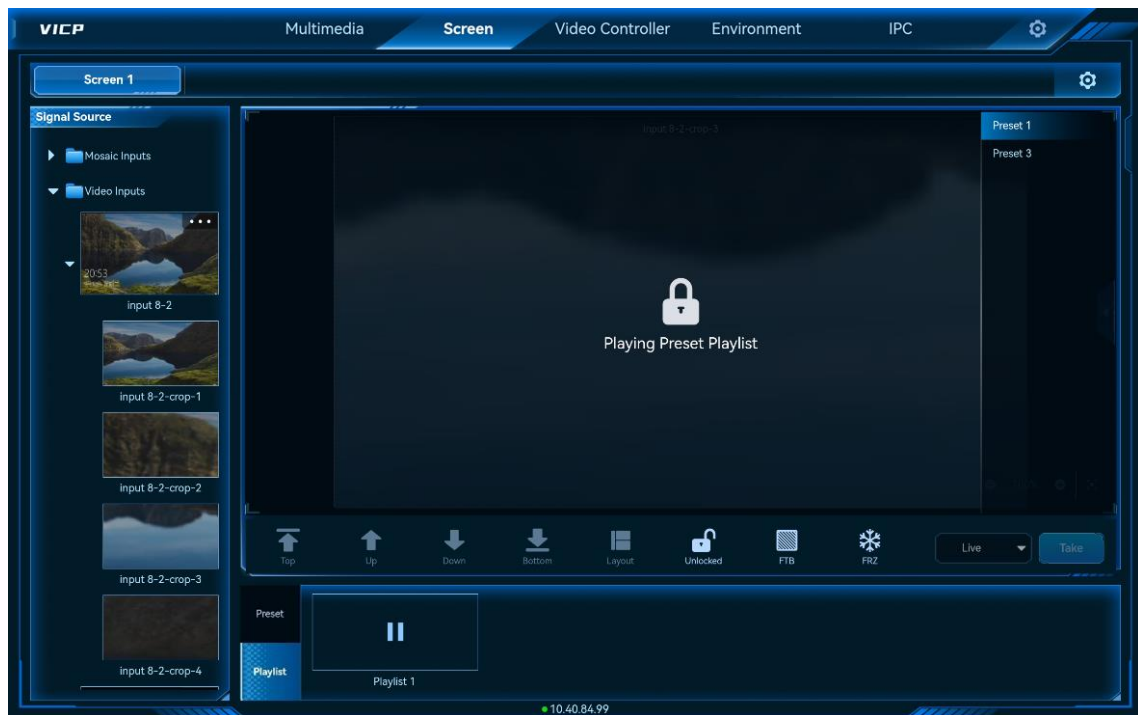 VICP
Multimedia
Screen
Video Controller
Environment
IPC
Screen 1
Signal Source
Mosaic Inputs
Video Inputs
20:53
input 8-2
input 8-2-crop-1
input 8-2-crop-2
input 8-2-crop-3
input 8-2-crop-4
Input 8-2-crop-3
Preset 1
Preset 3
Playing Preset Playlist
Top
Up
Down
Bottom
Layout
Unlocked
FTB
FRZ
Live
Take
Preset
Playlist
Playlist 1
10.40.84.99